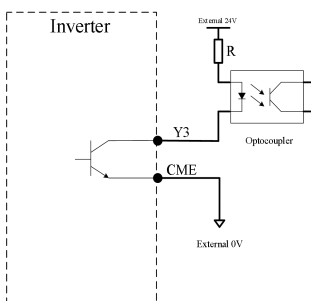 Inverter
External 24V
R
Optocoupler
Y3
CME
External 0V